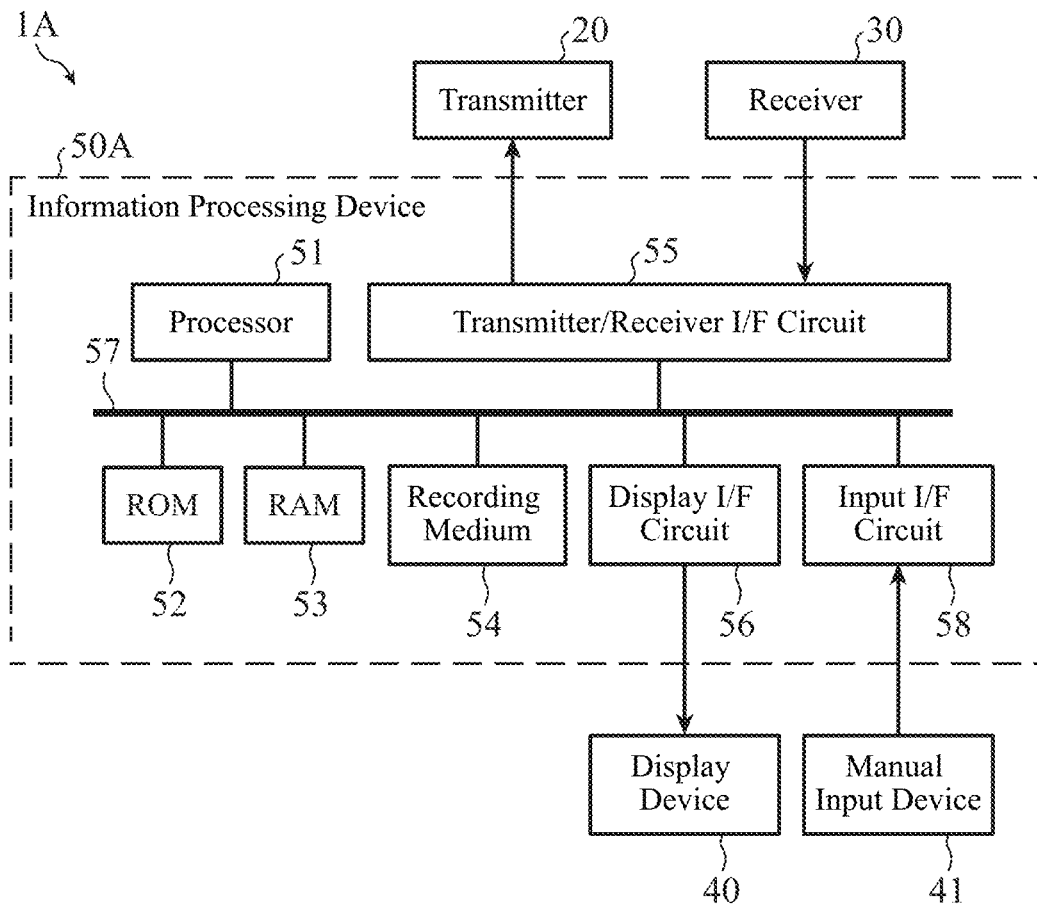 1A
20
30
Transmitter
Receiver
50A
Information Processing Device
51
55
Processor
Transmitter/Receiver I/F Circuit
57
ROM
RAM
Recording
Medium
Display I/F
Circuit
Input I/F
Circuit
52
53
54
56
58
Display
Device
Manual
Input Device
40
41